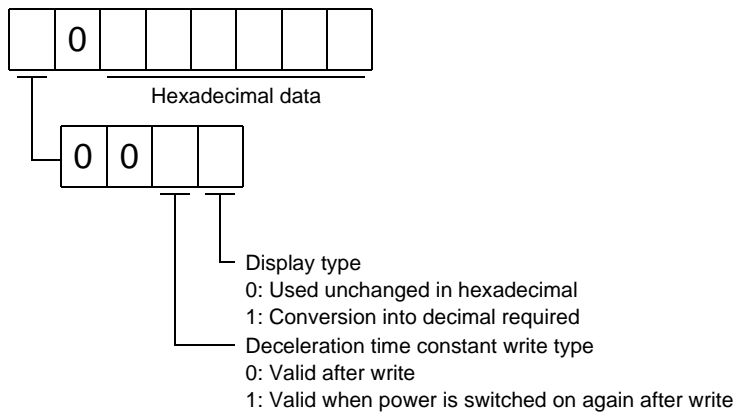 0
Hexadecimal data
0 0
Display type
0: Used unchanged in hexadecimal
1: Conversion into decimal required
Deceleration time constant write type
0: Valid after write
1: Valid when power is switched on again after write